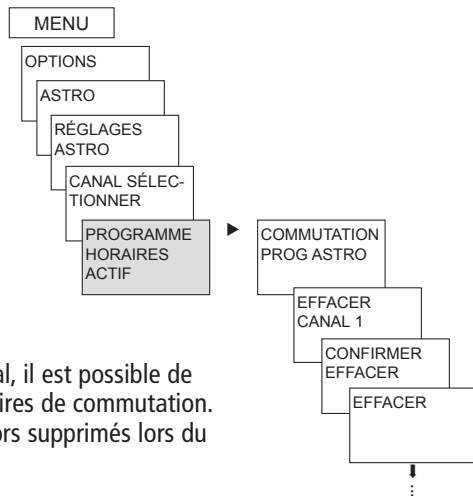 MENU
OPTIONS
ASTRO
RÉGLAGES
ASTRO
CANAL SÉLEC-
TIONNER
PROGRAMME
HORAIRES
ACTIF
COMMUTATION
PROG ASTRO
EFFACER
CANAL 1
CONFIRMER
EFFACER
EFFACER
al, il est possible de
ires de commutation.
ors supprimés lors du